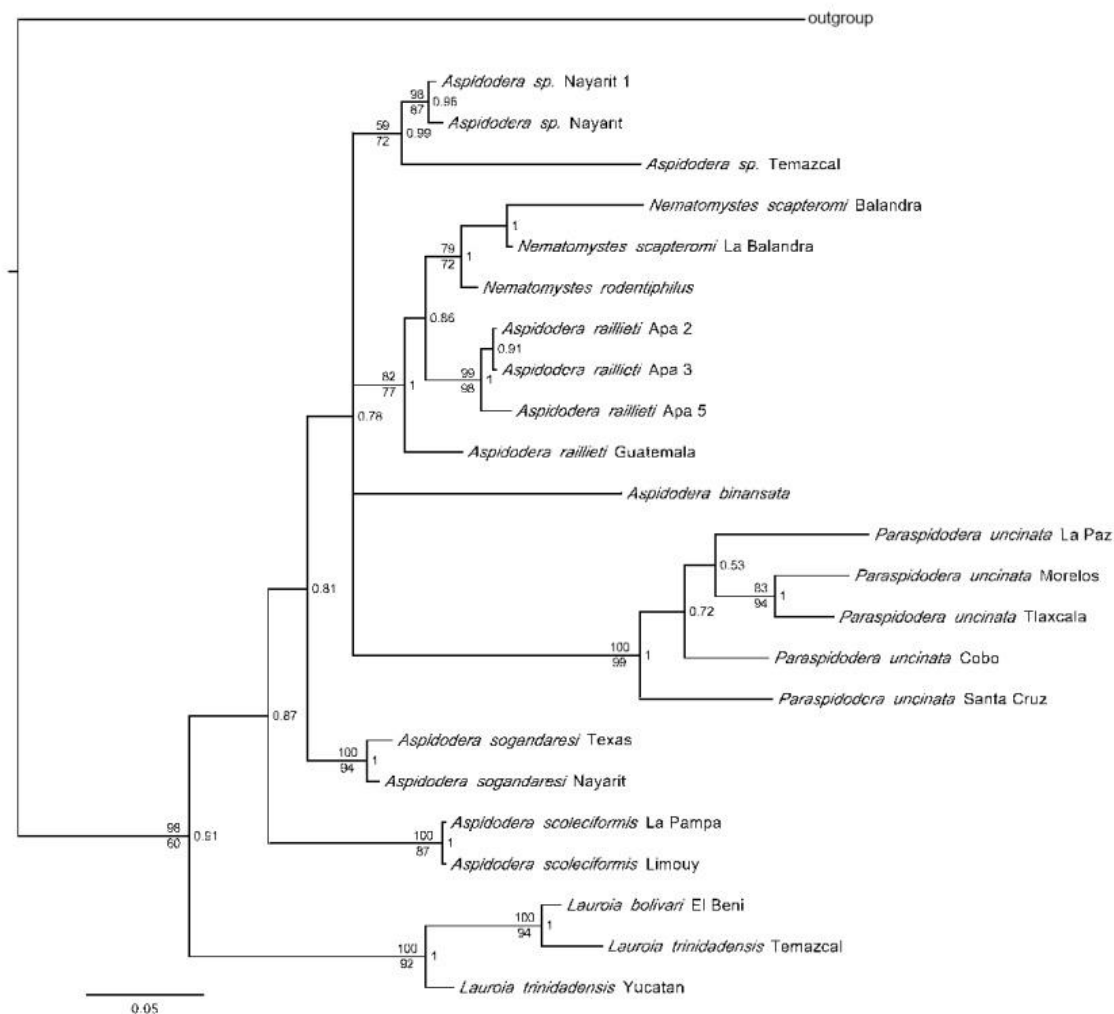 outgroup
Aspidodera sp. Nayarit 1
98
87
0.96
Aspidodera sp. Nayarit
59
72
0.99
Aspidodera sp. Temazcal
Nematomystes scapteromi Balandra
1
Nematomystes scapteromi La Balandra
79
72
1
Nematomystes rodentiphilus
0.86
Aspidodera raillieti Apa 2
0.91
Aspidodera raillieti Apa 3
99
98
1
82
77
1
Aspidodera raillieti Apa 5
0.78
Aspidodera raillieti Guatemala
Aspidodera binansata
Paraspidodera uncinata La Paz
0.53
Paraspidodera uncinata Morelos
83
94
1
0.81
0.72
Paraspidodera uncinata Tlaxcala
100
99
1
Paraspidodera uncinata Cobo
Paraspidodera uncinata Santa Cruz
0.87
Aspidodera sogandaresi Texas
100
94
1
Aspidodera sogandaresi Nayarit
Aspidodera scoleciformis La Pampa
98
60
0.91
100
87
1
Aspidodera scoleciformis Limouy
Lauroia bolivari El Beni
100
94
1
Lauroia trinidadensis Temazcal
100
92
1
Lauroia trinidadensis Yucatan
0.05